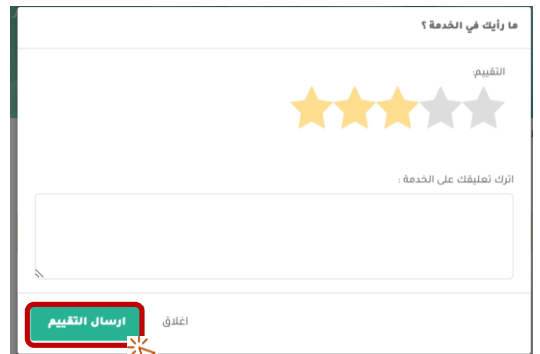 ما رأيك في الخدمة ؟
التقييم:
اترك تعليقك على الخدمة :
اغلاق
ارسال التقييم